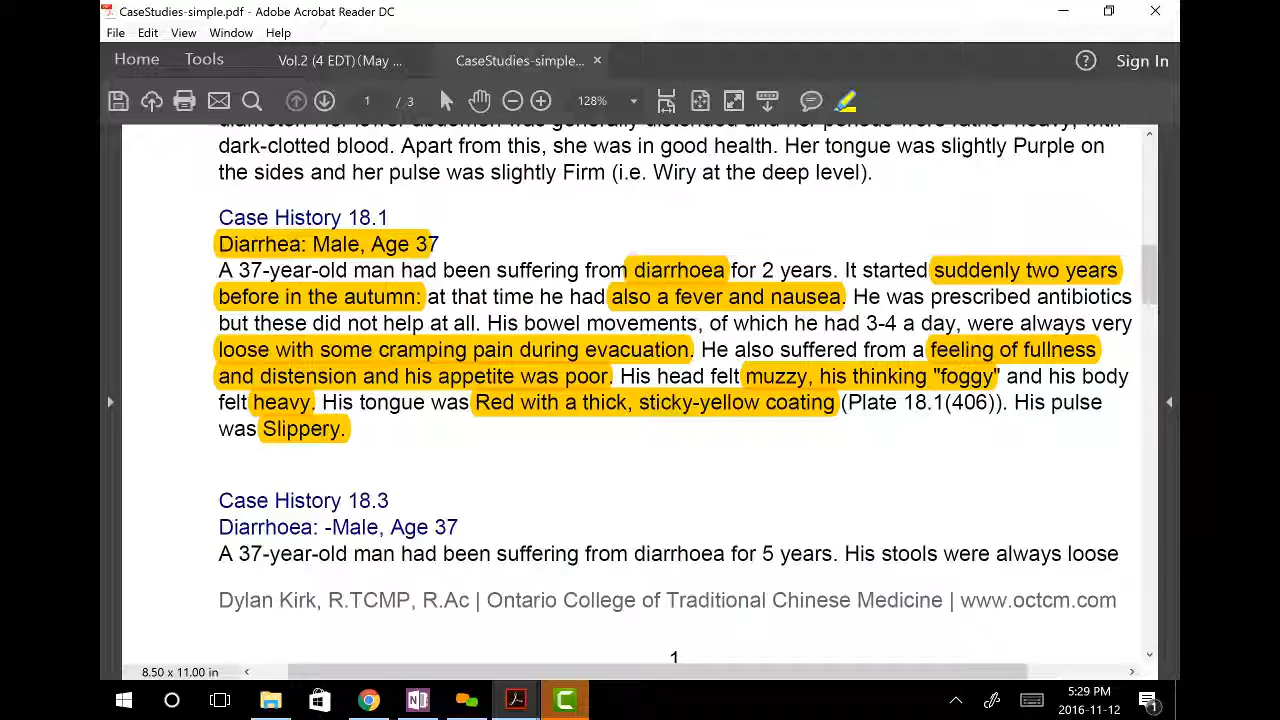 CaseStudies-simple.pdf - Adobe Acrobat Reader DC
File Edit View Window Help
Home Tools Vol.2 (4 EDT)(May ... CaseStudies-simple... ×
? Sign In
1 / 3 128%
dark-clotted blood. Apart from this, she was in good health. Her tongue was slightly Purple on
the sides and her pulse was slightly Firm (i.e. Wiry at the deep level).
Case History 18.1
Diarrhea: Male, Age 37
A 37-year-old man had been suffering from diarrhoea for 2 years. It started suddenly two years
before in the autumn: at that time he had also a fever and nausea. He was prescribed antibiotics
but these did not help at all. His bowel movements, of which he had 3-4 a day, were always very
loose with some cramping pain during evacuation. He also suffered from a feeling of fullness
and distension and his appetite was poor. His head felt muzzy, his thinking "foggy" and his body
felt heavy. His tongue was Red with a thick, sticky-yellow coating (Plate 18.1(406)). His pulse
was Slippery.
Case History 18.3
Diarrhoea: -Male, Age 37
A 37-year-old man had been suffering from diarrhoea for 5 years. His stools were always loose
Dylan Kirk, R.TCMP, R.Ac | Ontario College of Traditional Chinese Medicine | www.octcm.com
1
8.50 x 11.00 in
5:29 PM
2016-11-12
1